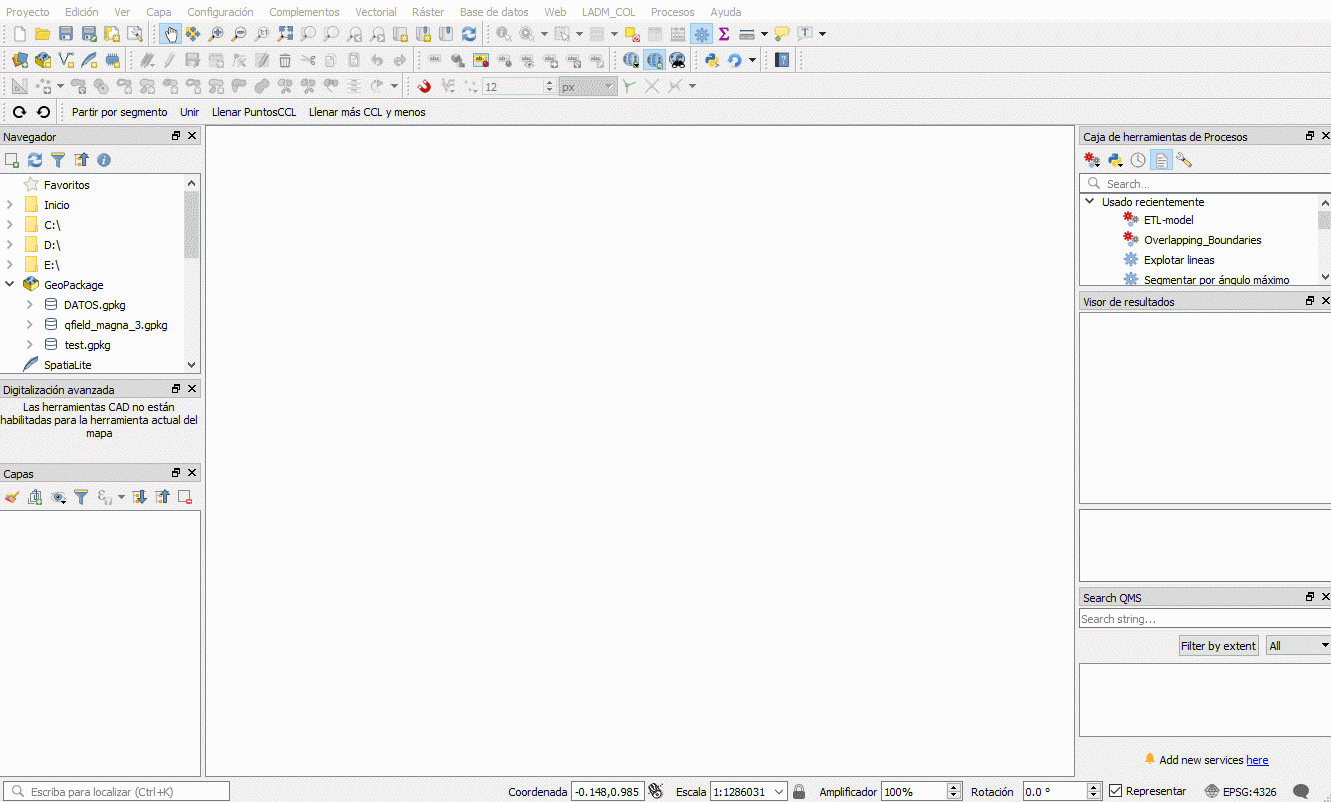 Proyecto Edición Ver Capa Configuración Complementos Vectorial Ráster Base de datos Web LADM_COL Procesos Ayuda
12 px
Partir por segmento Unir Llenar PuntosCCL Llenar más CCL y menos
Navegador
Favoritos
Inicio
C:\
D:\
E:\
GeoPackage
DATOS.gpkg
qfield_magna_3.gpkg
test.gpkg
SpatiaLite
Digitalización avanzada
Las herramientas CAD no están
habilitadas para la herramienta actual del
mapa
Capas
Caja de herramientas de Procesos
Search...
Usado recientemente
ETL-model
Overlapping_Boundaries
Explotar lineas
Segmentar por ángulo máximo
Visor de resultados
Search QMS
Search string...
Filter by extent All
Add new services here
Escriba para localizar (Ctrl+K) Coordenada -0.148,0.985 Escala 1:1286031 Amplificador 100% Rotación 0.0 ° Representar EPSG:4326